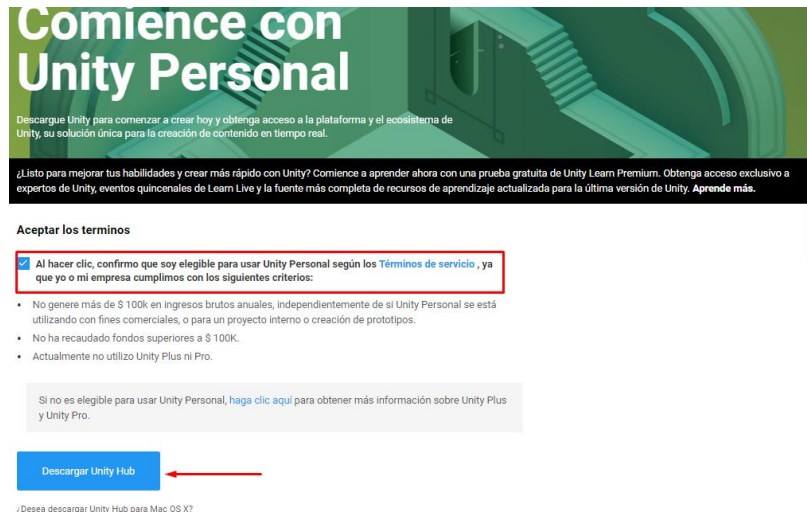 Comience con
Unity Personal
Descargue Unity para comenzar a crear hoy y obtenga acceso a la plataforma y el ecosistema de
Unity, su solución única para la creación de contenido en tiempo real.
¿Listo para mejorar tus habilidades y crear más rápido con Unity? Comience a aprender ahora con una prueba gratuita de Unity Learn Premium. Obtenga acceso exclusivo a
expertos de Unity, eventos quincenales de Learn Live y la fuente más completa de recursos de aprendizaje actualizada para la última versión de Unity. Aprende más.
Aceptar los terminos
Al hacer clic, confirmo que soy elegible para usar Unity Personal según los Términos de servicio , ya
que yo o mi empresa cumplimos con los siguientes criterios:
• No genere más de $ 100k en ingresos brutos anuales, independientemente de si Unity Personal se está
utilizando con fines comerciales, o para un proyecto interno o creación de prototipos.
• No ha recaudado fondos superiores a $ 100K.
• Actualmente no utilizo Unity Plus ni Pro.
Si no es elegible para usar Unity Personal, haga clic aquí para obtener más información sobre Unity Plus
y Unity Pro.
Descargar Unity Hub
¿Desea descargar Unity Hub para Mac OS X?